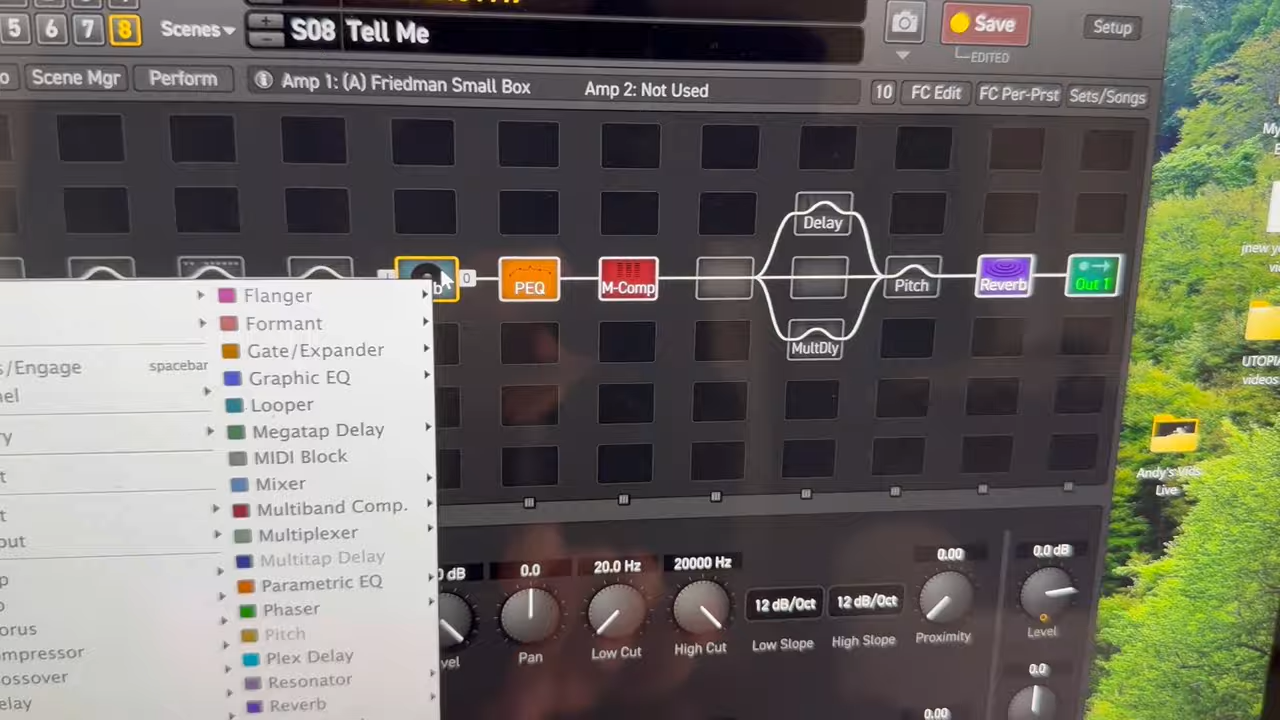 5 6 7 8 Scenes S08 Tell Me Save Setup
EDITED
Scene Mgr Perform Amp 1: (A) Friedman Small Box Amp 2: Not Used 10 FC Edit FC Per-Prst Sets/Songs
Delay
PEQ M-Comp Pitch Reverb Out 1
MultDly
Flanger
Formant
Gate/Expander
s/Engage spacebar
Graphic EQ
Looper
Megatap Delay
MIDI Block
Mixer
Multiband Comp.
Multiplexer
Multitap Delay
Parametric EQ
Phaser
Pitch
Plex Delay
Resonator
Reverb
orus
mpressor
ossover
elay
0.0 20.0 Hz 20000 Hz 12 dB/Oct 12 dB/Oct 0.00 0.0 dB
Pan Low Cut High Cut Low Slope High Slope Proximity Level
0.0
0.00
Andy's Vids
Live
jnew y
videos
UTOPIA
videos